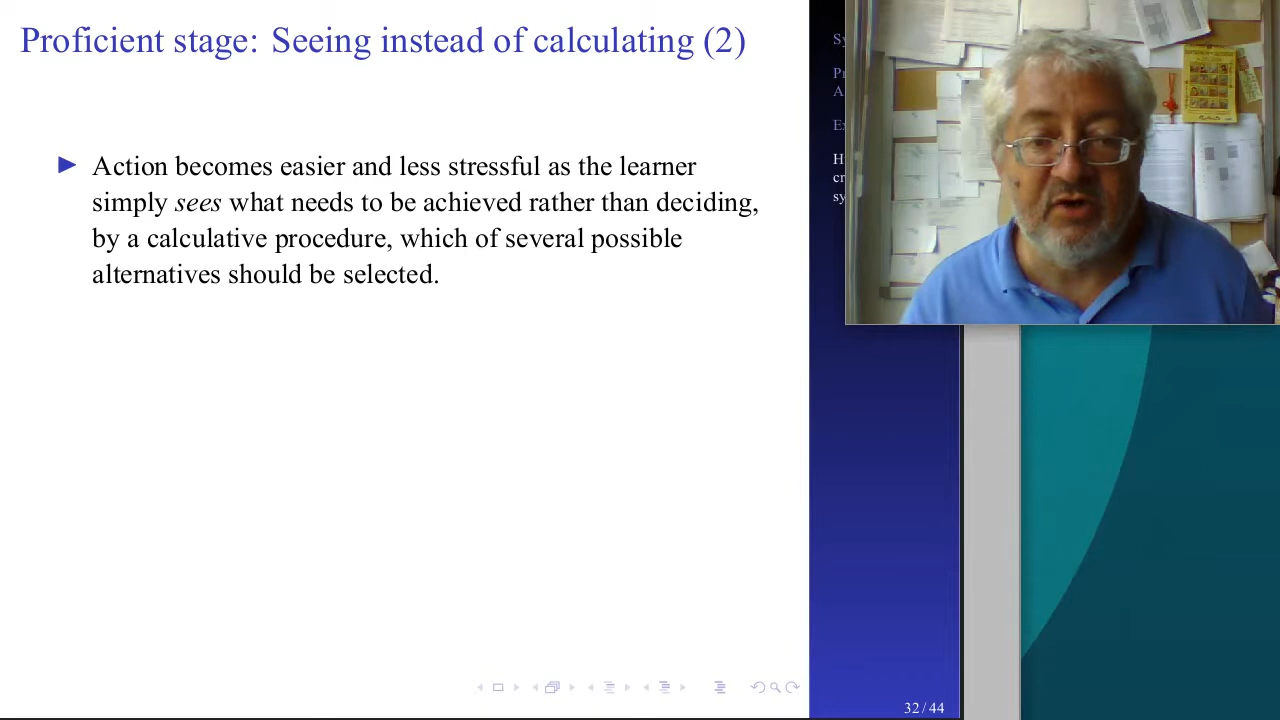 Proficient stage: Seeing instead of calculating (2)
Action becomes easier and less stressful as the learner
simply sees what needs to be achieved rather than deciding,
by a calculative procedure, which of several possible
alternatives should be selected.
32 / 44